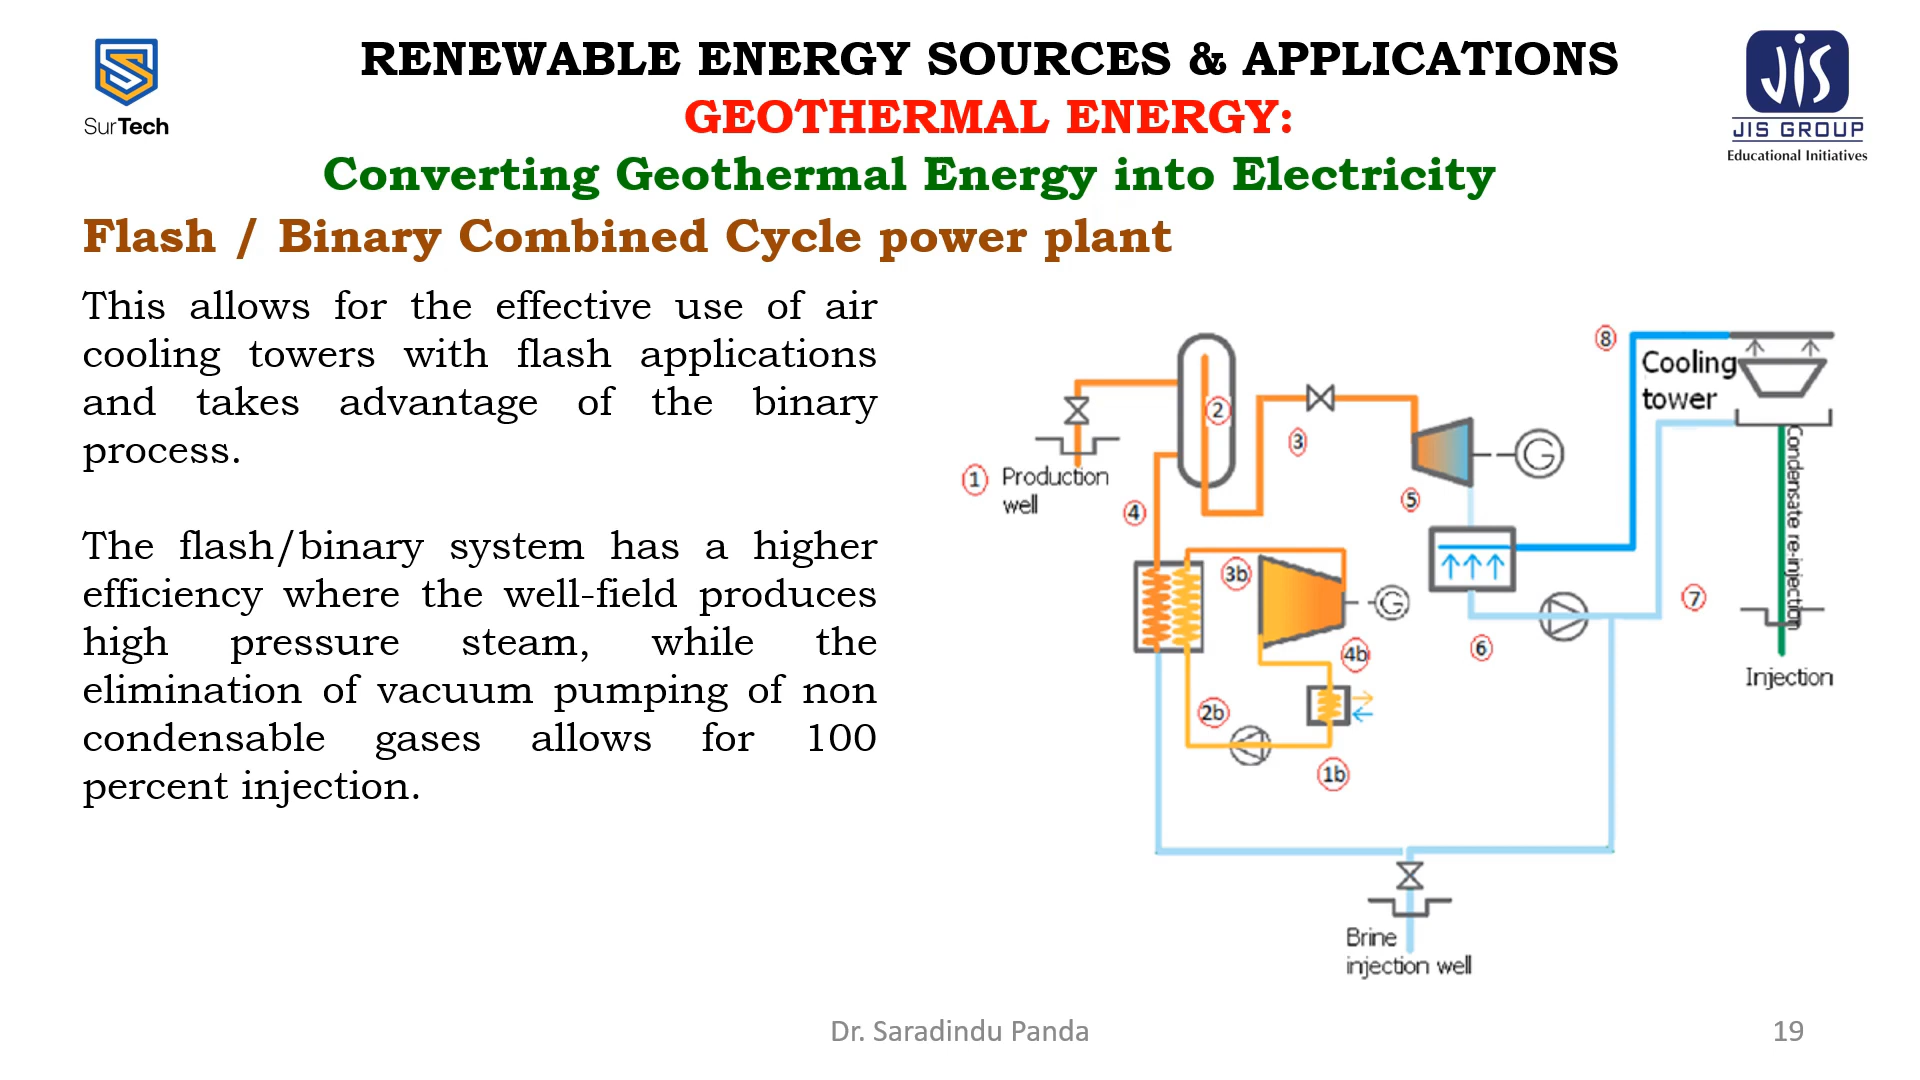 RENEWABLE ENERGY SOURCES & APPLICATIONS
GEOTHERMAL ENERGY:
Converting Geothermal Energy into Electricity
SurTech
JIS
JIS GROUP
Educational Initiatives
Flash / Binary Combined Cycle power plant
This allows for the effective use of air
cooling towers with flash applications
and takes advantage of the binary
process.
The flash/binary system has a higher
efficiency where the well-field produces
high pressure steam, while the
elimination of vacuum pumping of non
condensable gases allows for 100
percent injection.
1
Production
well
2
3
4
5
G
8
Cooling
tower
Condensate re-injection
3b
G
4b
6
7
Injection
2b
1b
Brine
injection well
Dr. Saradindu Panda
19